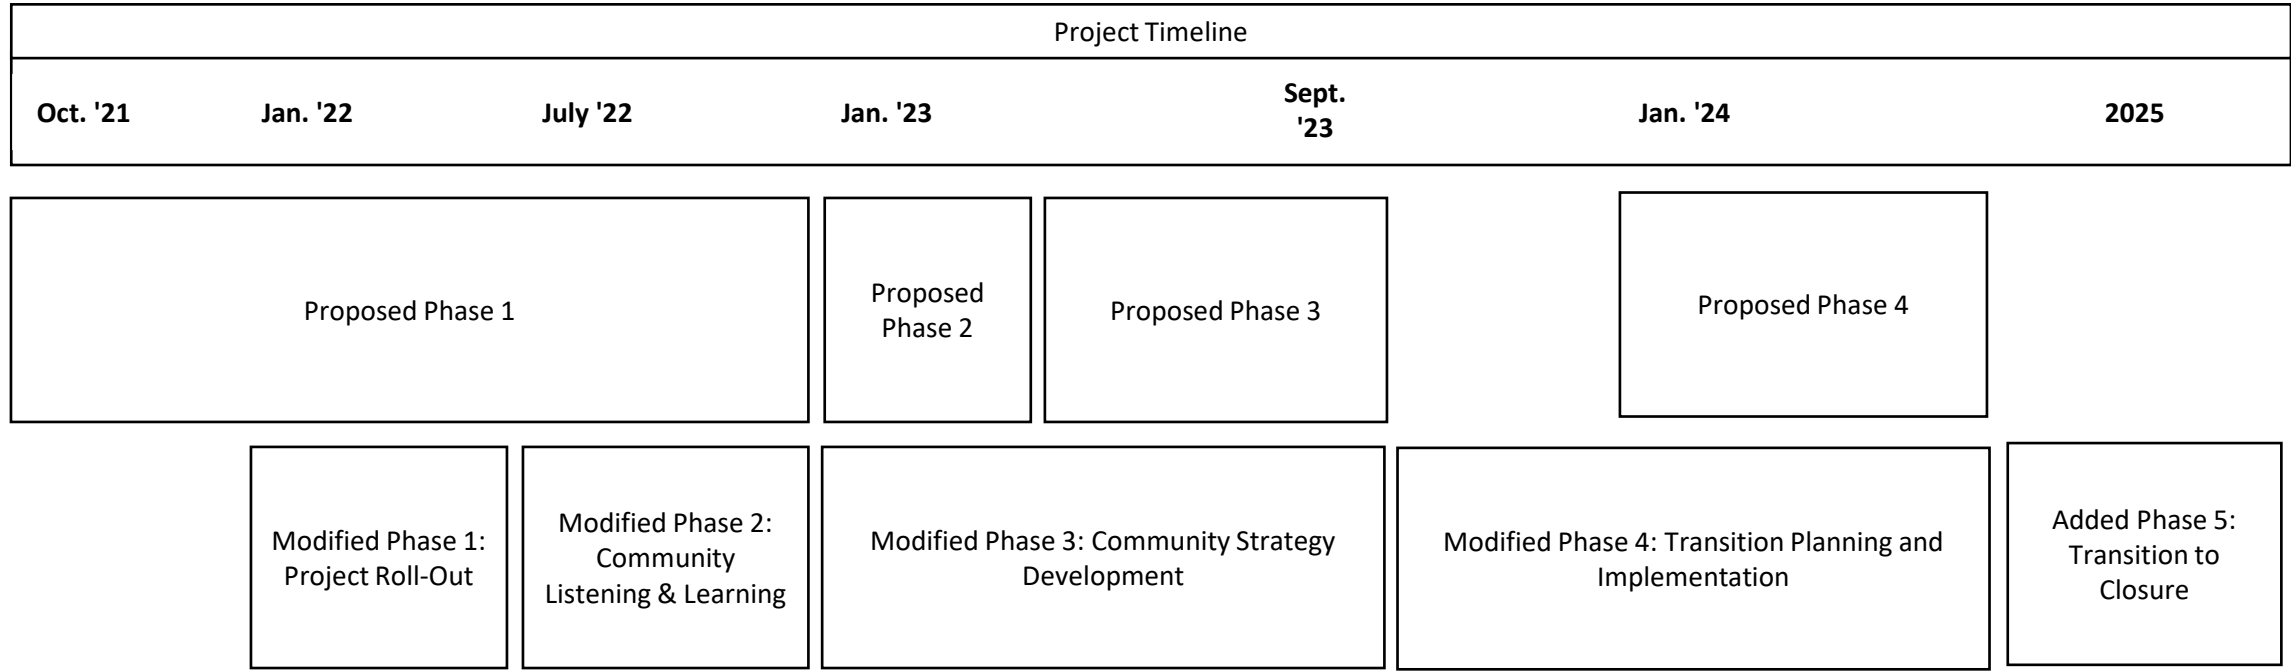 Project Timeline
Oct. '21
Jan. '22
July '22
Jan. '23
Sept.
'23
Jan. '24
2025
Proposed Phase 1
Proposed
Phase 2
Proposed Phase 3
Proposed Phase 4
Modified Phase 1:
Project Roll-Out
Modified Phase 2:
Community
Listening & Learning
Modified Phase 3: Community Strategy
Development
Modified Phase 4: Transition Planning and
Implementation
Added Phase 5:
Transition to
Closure